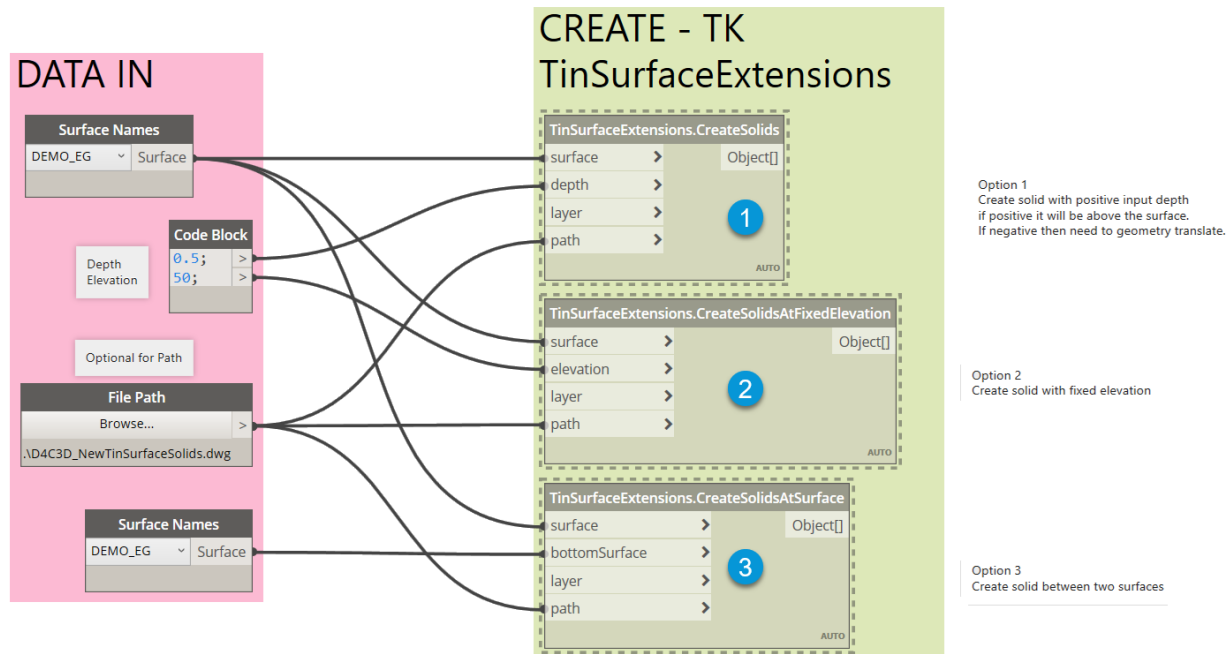 DATA IN
Surface Names
DEMO_EG Surface
Code Block
0.5; >
50; >
Depth
Elevation
Optional for Path
File Path
Browse... >
.\D4C3D_NewTinSurfaceSolids.dwg
Surface Names
DEMO_EG Surface
CREATE - TK
TinSurfaceExtensions
TinSurfaceExtensions.CreateSolids
surface > Object[]
depth >
layer >
path >
1
AUTO
TinSurfaceExtensions.CreateSolidsAtFixedElevation
surface > Object[]
elevation >
layer >
path >
2
AUTO
TinSurfaceExtensions.CreateSolidsAtSurface
surface > Object[]
bottomSurface >
layer >
path >
3
AUTO
Option 1
Create solid with positive input depth
if positive it will be above the surface.
If negative then need to geometry translate.
Option 2
Create solid with fixed elevation
Option 3
Create solid between two surfaces